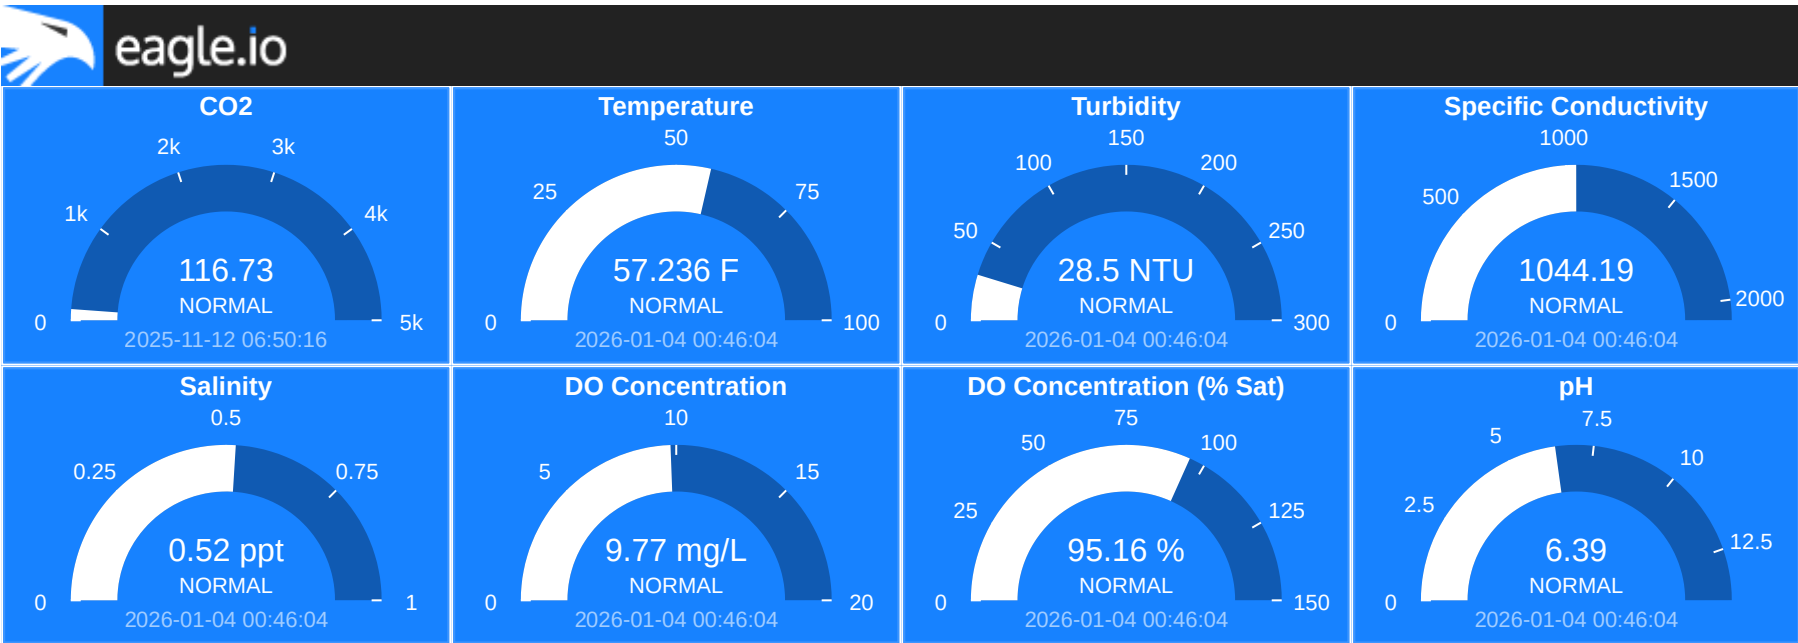 eagle.io
CO2
0
1k
2k
3k
4k
5k
116.73
NORMAL
2025-11-12 06:50:16
Temperature
0
25
50
75
100
57.236 F
NORMAL
2026-01-04 00:46:04
Turbidity
0
50
100
150
200
250
300
28.5 NTU
NORMAL
2026-01-04 00:46:04
Specific Conductivity
0
500
1000
1500
2000
1044.19
NORMAL
2026-01-04 00:46:04
Salinity
0
0.25
0.5
0.75
1
0.52 ppt
NORMAL
2026-01-04 00:46:04
DO Concentration
0
5
10
15
20
9.77 mg/L
NORMAL
2026-01-04 00:46:04
DO Concentration (% Sat)
0
25
50
75
100
125
150
95.16 %
NORMAL
2026-01-04 00:46:04
pH
0
2.5
5
7.5
10
12.5
6.39
NORMAL
2026-01-04 00:46:04